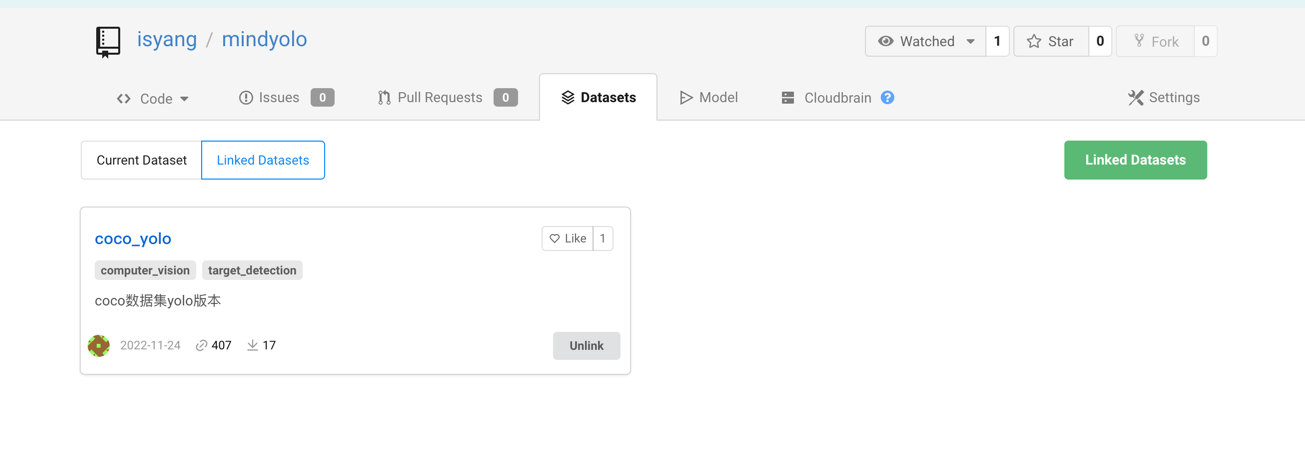 isyang / mindyolo
Watched 1 Star 0 Fork 0
Code Issues 0 Pull Requests 0 Datasets Model Cloudbrain ? Settings
Current Dataset Linked Datasets Linked Datasets
coco_yolo Like 1
computer_vision target_detection
coco数据集yolo版本
2022-11-24 407 17 Unlink